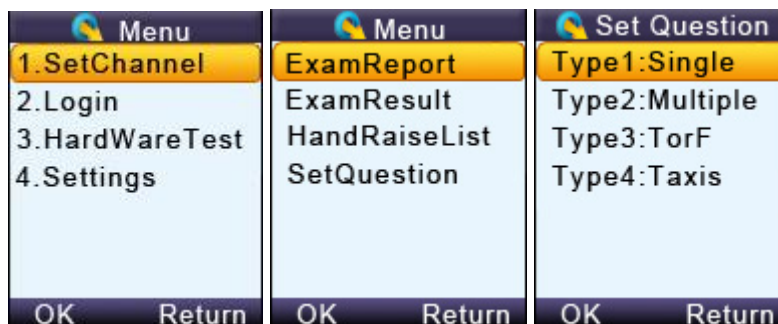 Menu
1.SetChannel
2.Login
3.HardWareTest
4.Settings
OK Return
Menu
ExamReport
ExamResult
HandRaiseList
SetQuestion
OK Return
Set Question
Type1:Single
Type2:Multiple
Type3:TorF
Type4:Taxis
OK Return